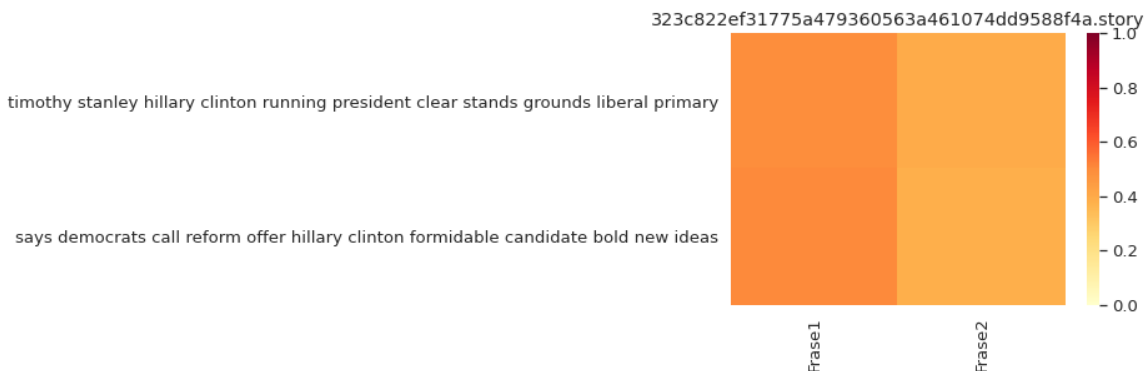 323c822ef31775a479360563a461074dd9588f4a.story
timothy stanley hillary clinton running president clear stands grounds liberal primary
says democrats call reform offer hillary clinton formidable candidate bold new ideas
Frase1
Frase2
1.0
0.8
0.6
0.4
0.2
0.0